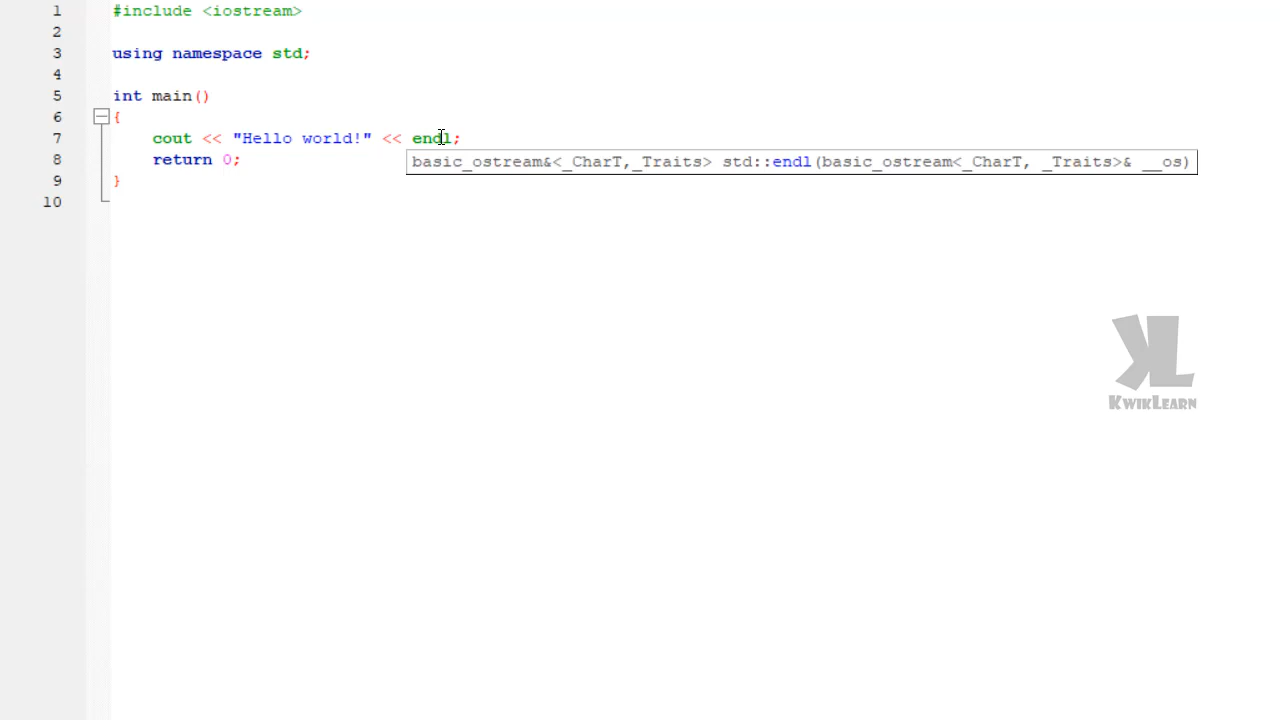 1 #include <iostream>
2
3 using namespace std;
4
5 int main()
6 {
7 cout << "Hello world!" << endl;
8 return 0;
basic_ostream&<_CharT,_Traits> std::endl(basic_ostream<_CharT, _Traits>& __os)
9 }
10
KL
KWIKLEARN